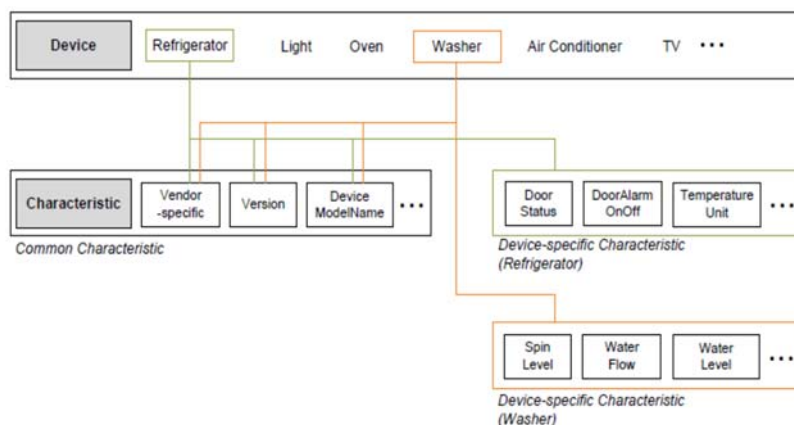 Device Refrigerator Light Oven Washer Air Conditioner TV ...
Characteristic
Vendor
-specific
Version
Device
ModelName
...
Common Characteristic
Door
Status
DoorAlarm
OnOff
Temperature
Unit
...
Device-specific Characteristic
(Refrigerator)
Spin
Level
Water
Flow
Water
Level
...
Device-specific Characteristic
(Washer)